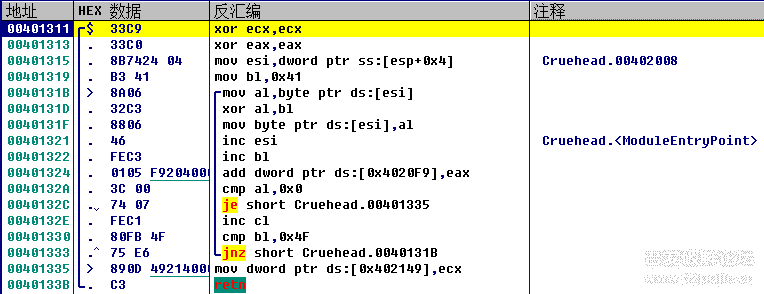 地址 HEX 数据 反汇编 注释
00401311 $ 33C9 xor ecx,ecx
00401313 . 33C0 xor eax,eax
00401315 . 8B7424 04 mov esi,dword ptr ss:[esp+0x4] Cruehead.00402008
00401319 . B3 41 mov bl,0x41
0040131B > 8A06 mov al,byte ptr ds:[esi]
0040131D . 32C3 xor al,bl
0040131F . 8806 mov byte ptr ds:[esi],al
00401321 . 46 inc esi Cruehead.<ModuleEntryPoint>
00401322 . FEC3 inc bl
00401324 . 0105 F9204000 add dword ptr ds:[0x4020F9],eax
0040132A . 3C 00 cmp al,0x0
0040132C . 74 07 je short Cruehead.00401335
0040132E . FEC1 inc cl
00401330 . 80FB 4F cmp bl,0x4F
00401333 .^ 75 E6 jnz short Cruehead.0040131B
00401335 > 890D 49214000 mov dword ptr ds:[0x402149],ecx
0040133B . C3 retn